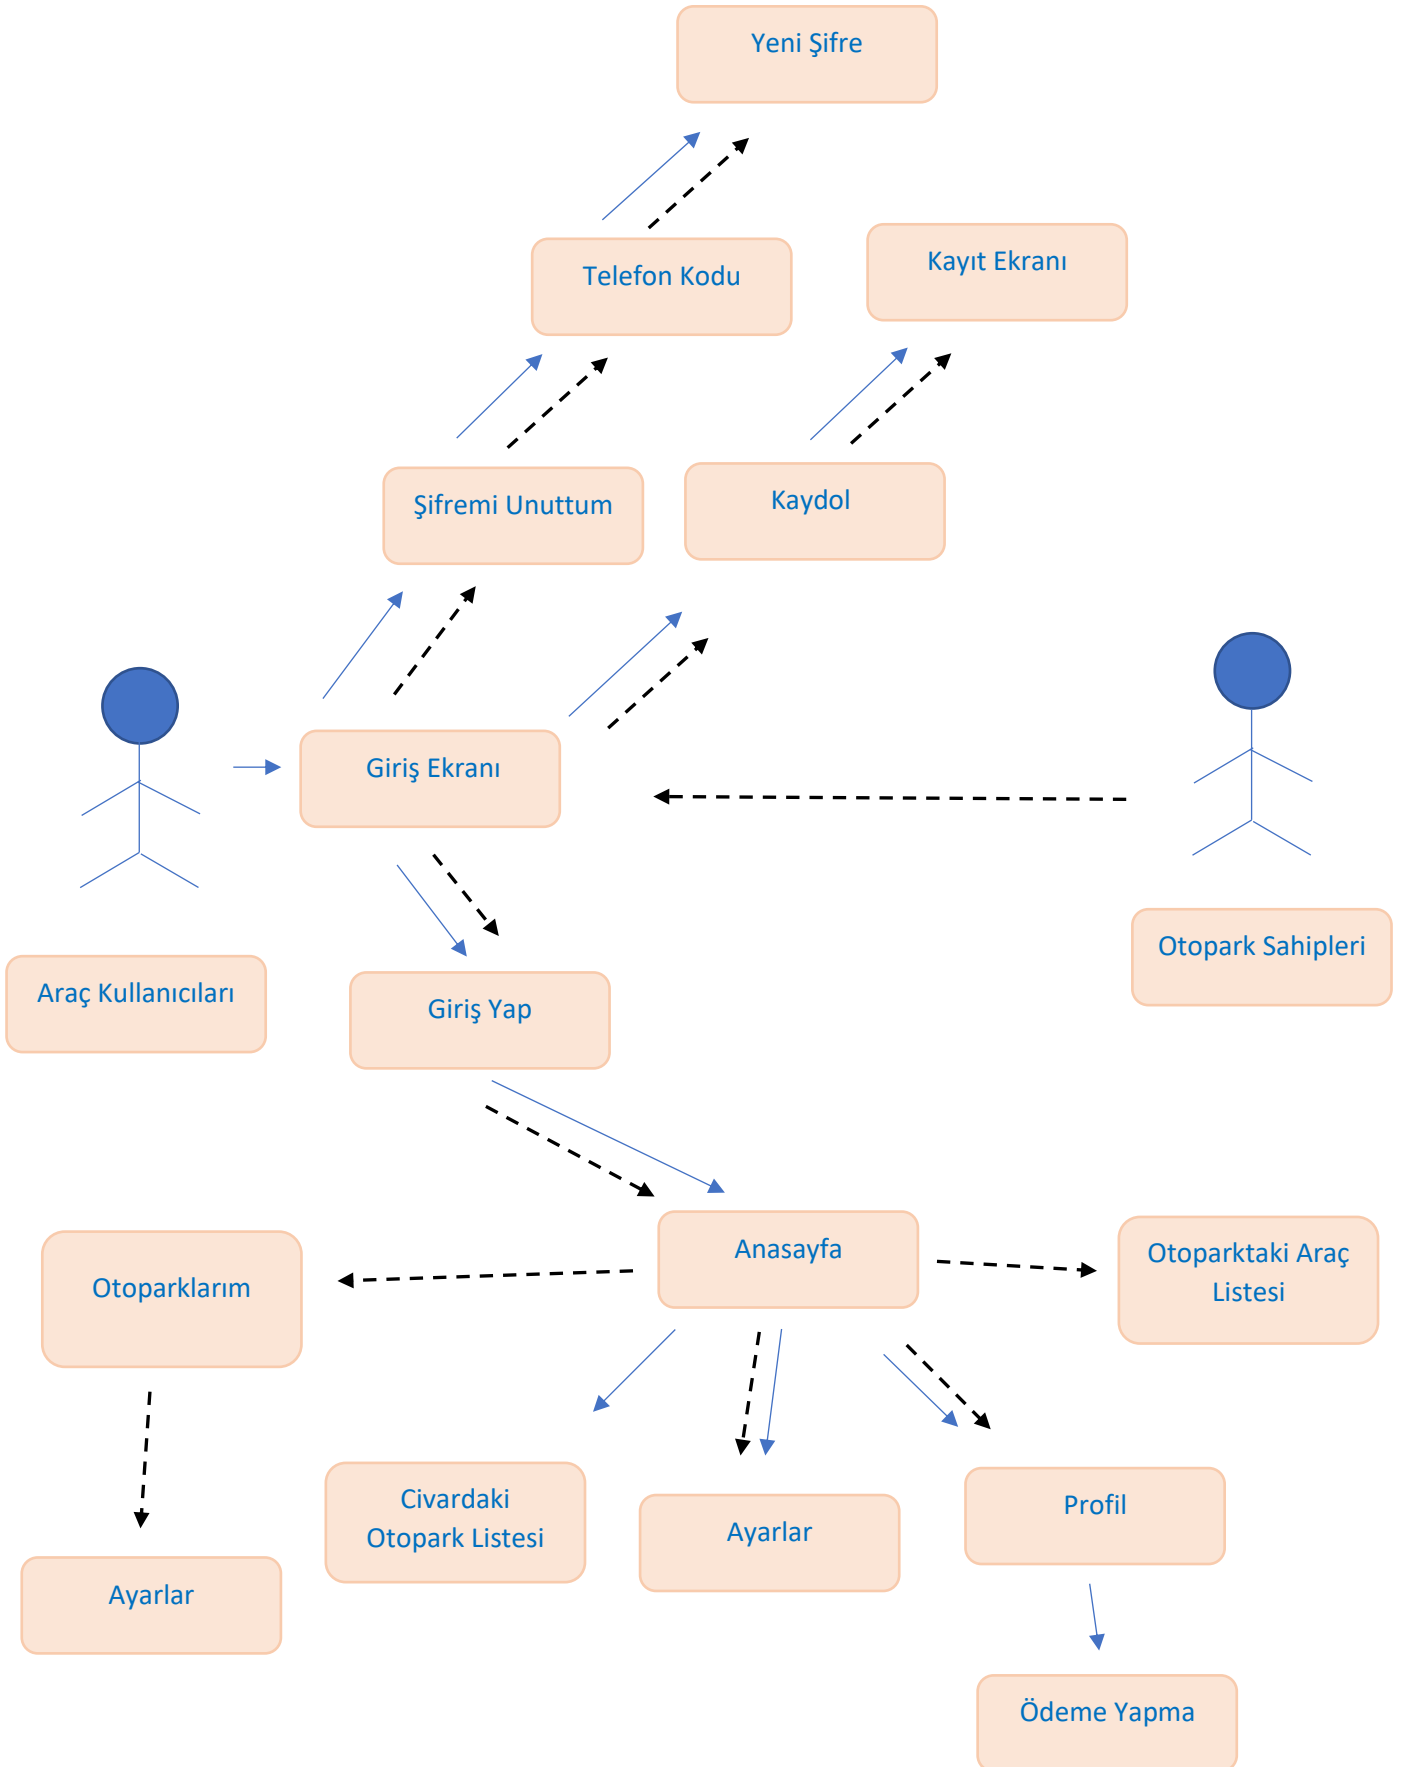 Yeni Şifre
Telefon Kodu
Kayıt Ekranı
Şifremi Unuttum
Kaydol
Giriş Ekranı
Otopark Sahipleri
Araç Kullanıcıları
Giriş Yap
Anasayfa
Otoparktaki Araç
Listesi
Otoparklarım
Civardaki
Otopark Listesi
Ayarlar
Profil
Ayarlar
Ödeme Yapma